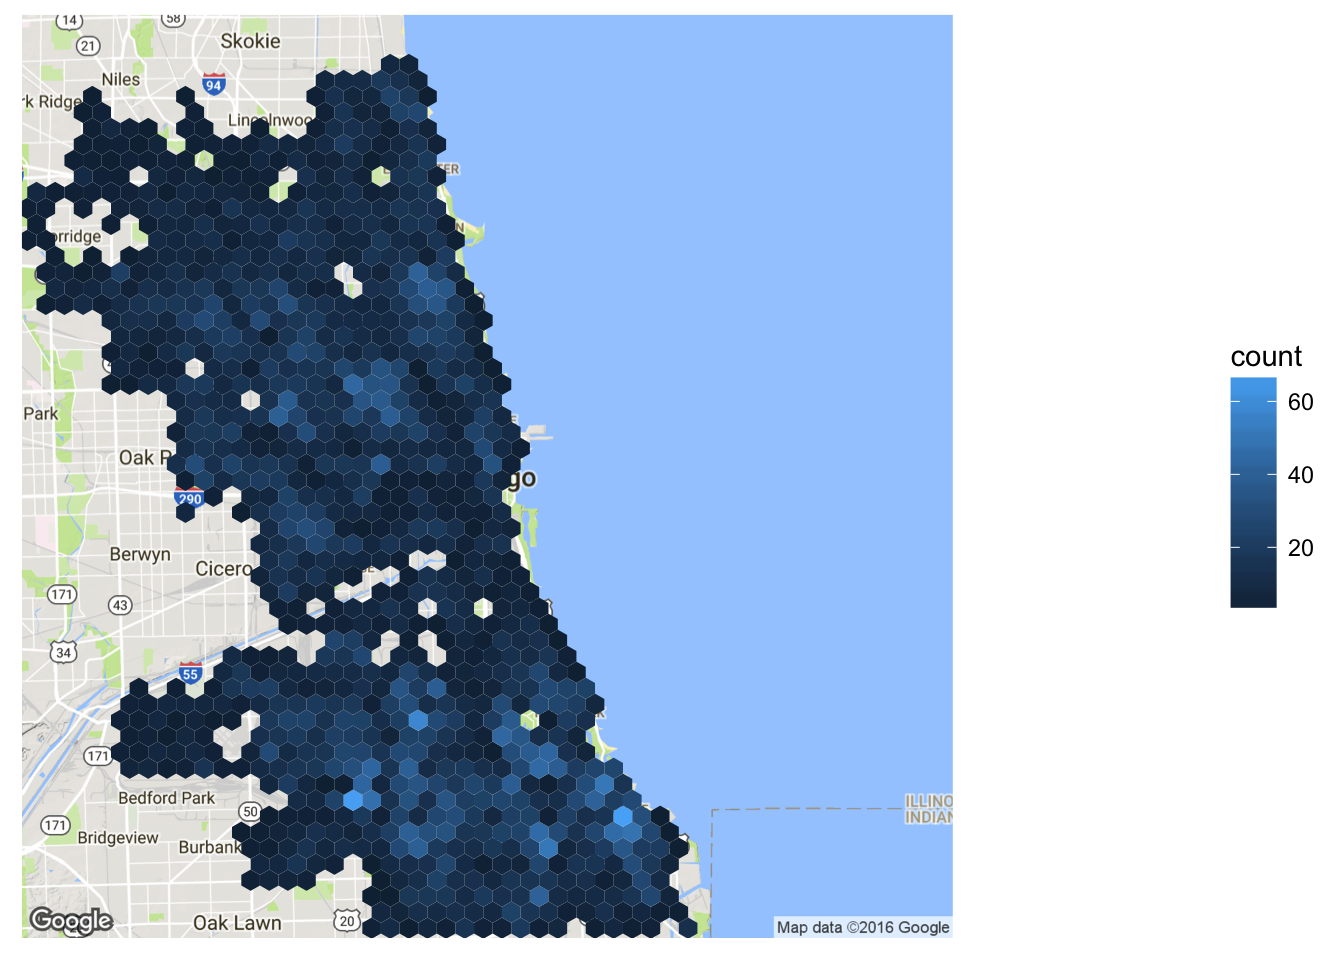 14
58
21
Skokie
Niles
94
rk Ridge
Lincolnwoo
TER
N
orridge
count
60
40
20
Park
Oak P
go
290
Berwyn
Cicero
171
43
34
55
171
Bedford Park
50
171
Bridgeview
Burbank
ILLINO
INDIAN
Google
Oak Lawn
20
Map data ©2016 Google